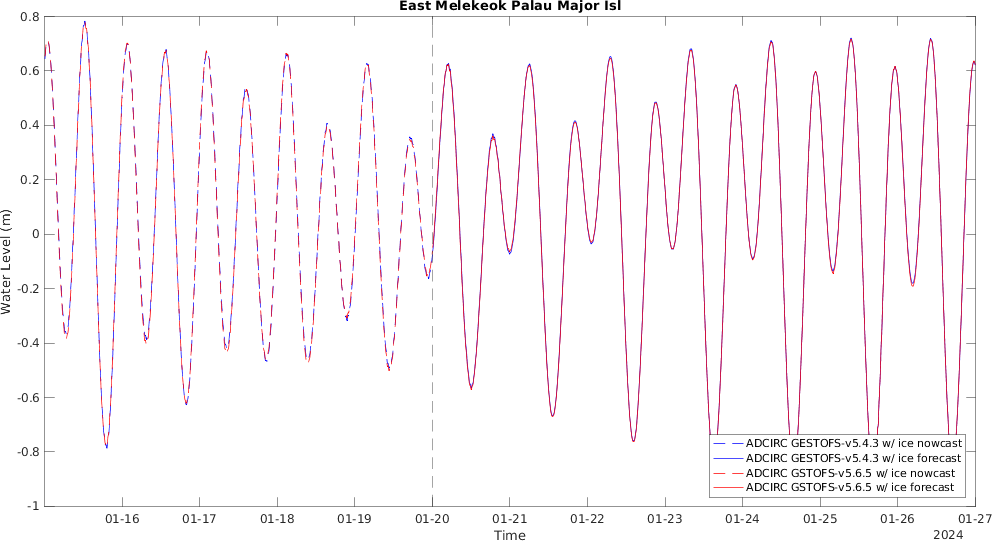 East Melekeok Palau Major Isl
0.8
0.6
0.4
0.2
0
-0.2
-0.4
-0.6
-0.8
-1
Water Level (m)
ADCIRC GESTOFS-v5.4.3 w/ ice nowcast
ADCIRC GESTOFS-v5.4.3 w/ ice forecast
ADCIRC GSTOFS-v5.6.5 w/ ice nowcast
ADCIRC GSTOFS-v5.6.5 w/ ice forecast
01-16 01-17 01-18 01-19 01-20 01-21 01-22 01-23 01-24 01-25 01-26 01-27
Time
2024